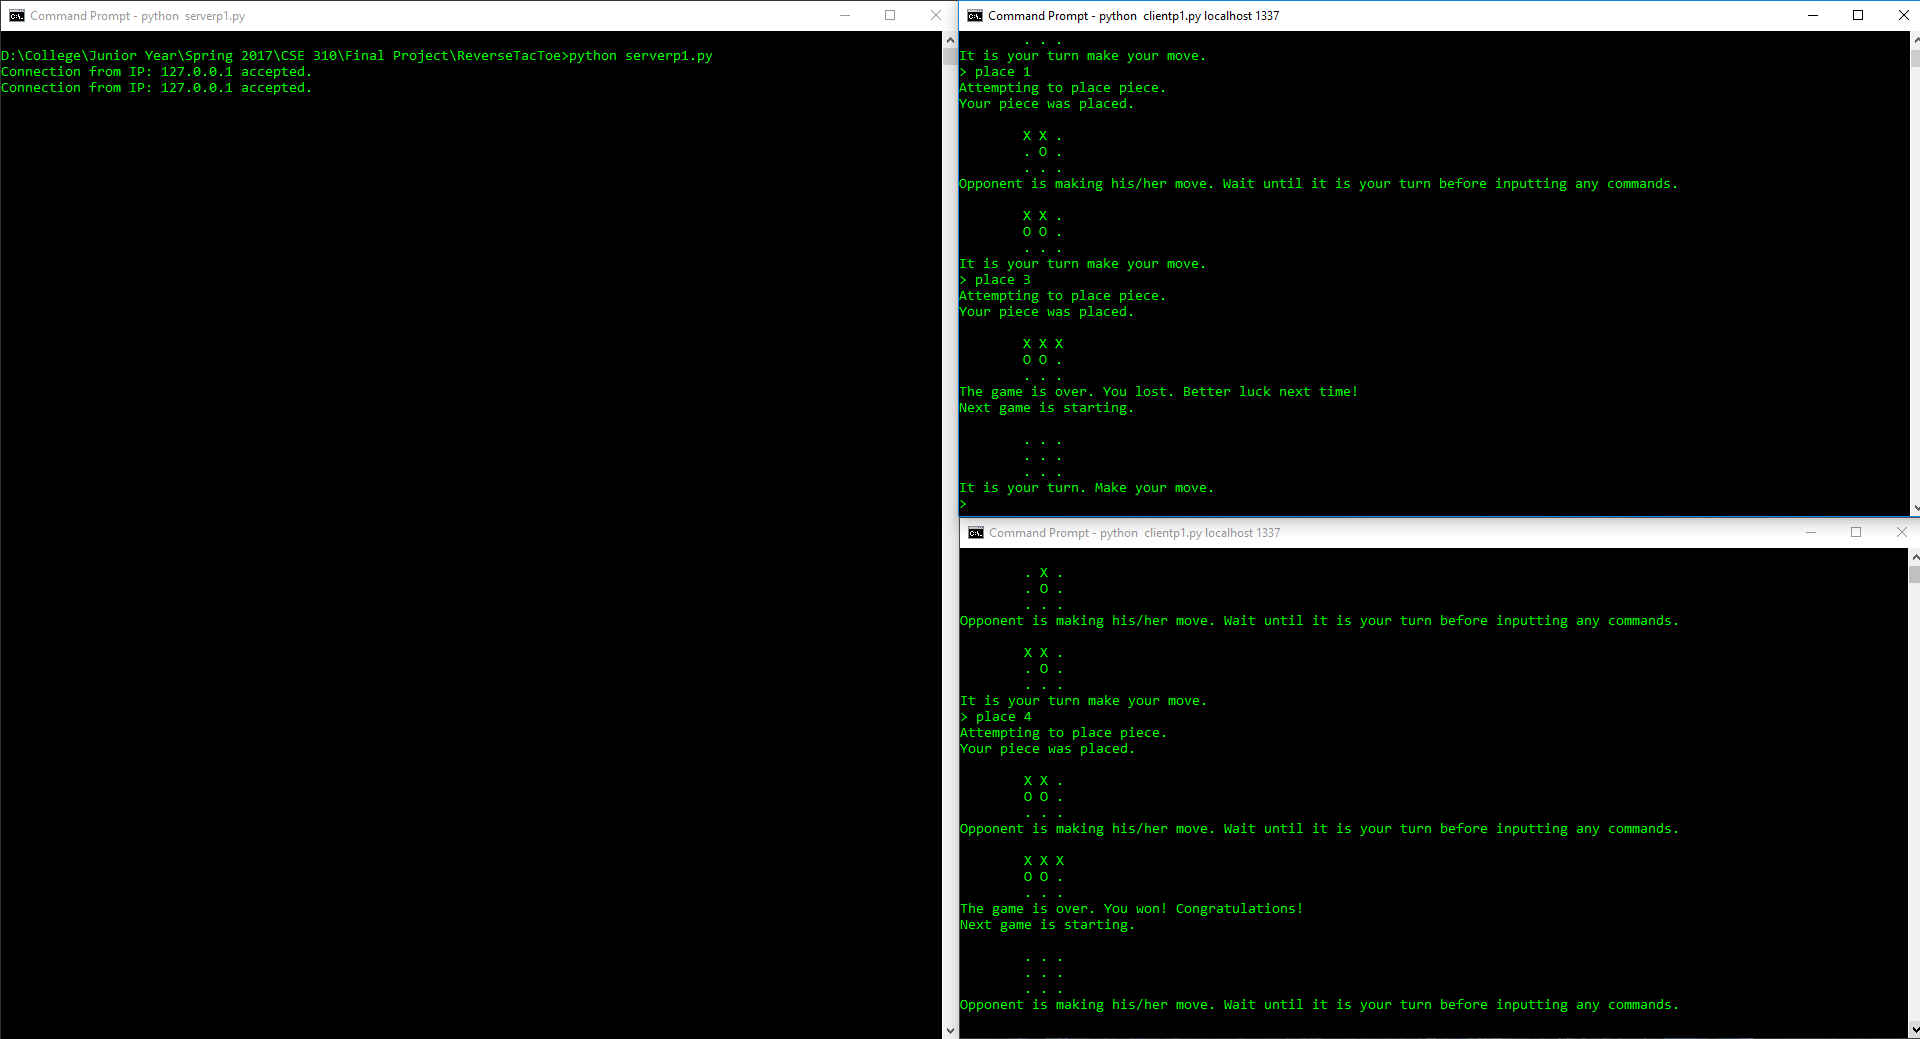 Command Prompt - python  serverp1.py
D:\College\Junior Year\Spring 2017\CSE 310\Final Project\ReverseTacToe>python serverp1.py
Connection from IP: 127.0.0.1 accepted.
Connection from IP: 127.0.0.1 accepted.
Command Prompt - python  clientp1.py localhost 1337
. . .
It is your turn make your move.
> place 1
Attempting to place piece.
Your piece was placed.
X X .
. O .
. . .
Opponent is making his/her move. Wait until it is your turn before inputting any commands.
X X .
O O .
. . .
It is your turn make your move.
> place 3
Attempting to place piece.
Your piece was placed.
X X X
O O .
. . .
The game is over. You lost. Better luck next time!
Next game is starting.
. . .
. . .
. . .
It is your turn. Make your move.
>
Command Prompt - python  clientp1.py localhost 1337
. X .
. O .
. . .
Opponent is making his/her move. Wait until it is your turn before inputting any commands.
X X .
. O .
. . .
It is your turn make your move.
> place 4
Attempting to place piece.
Your piece was placed.
X X .
O O .
. . .
Opponent is making his/her move. Wait until it is your turn before inputting any commands.
X X X
O O .
. . .
The game is over. You won! Congratulations!
Next game is starting.
. . .
. . .
. . .
Opponent is making his/her move. Wait until it is your turn before inputting any commands.